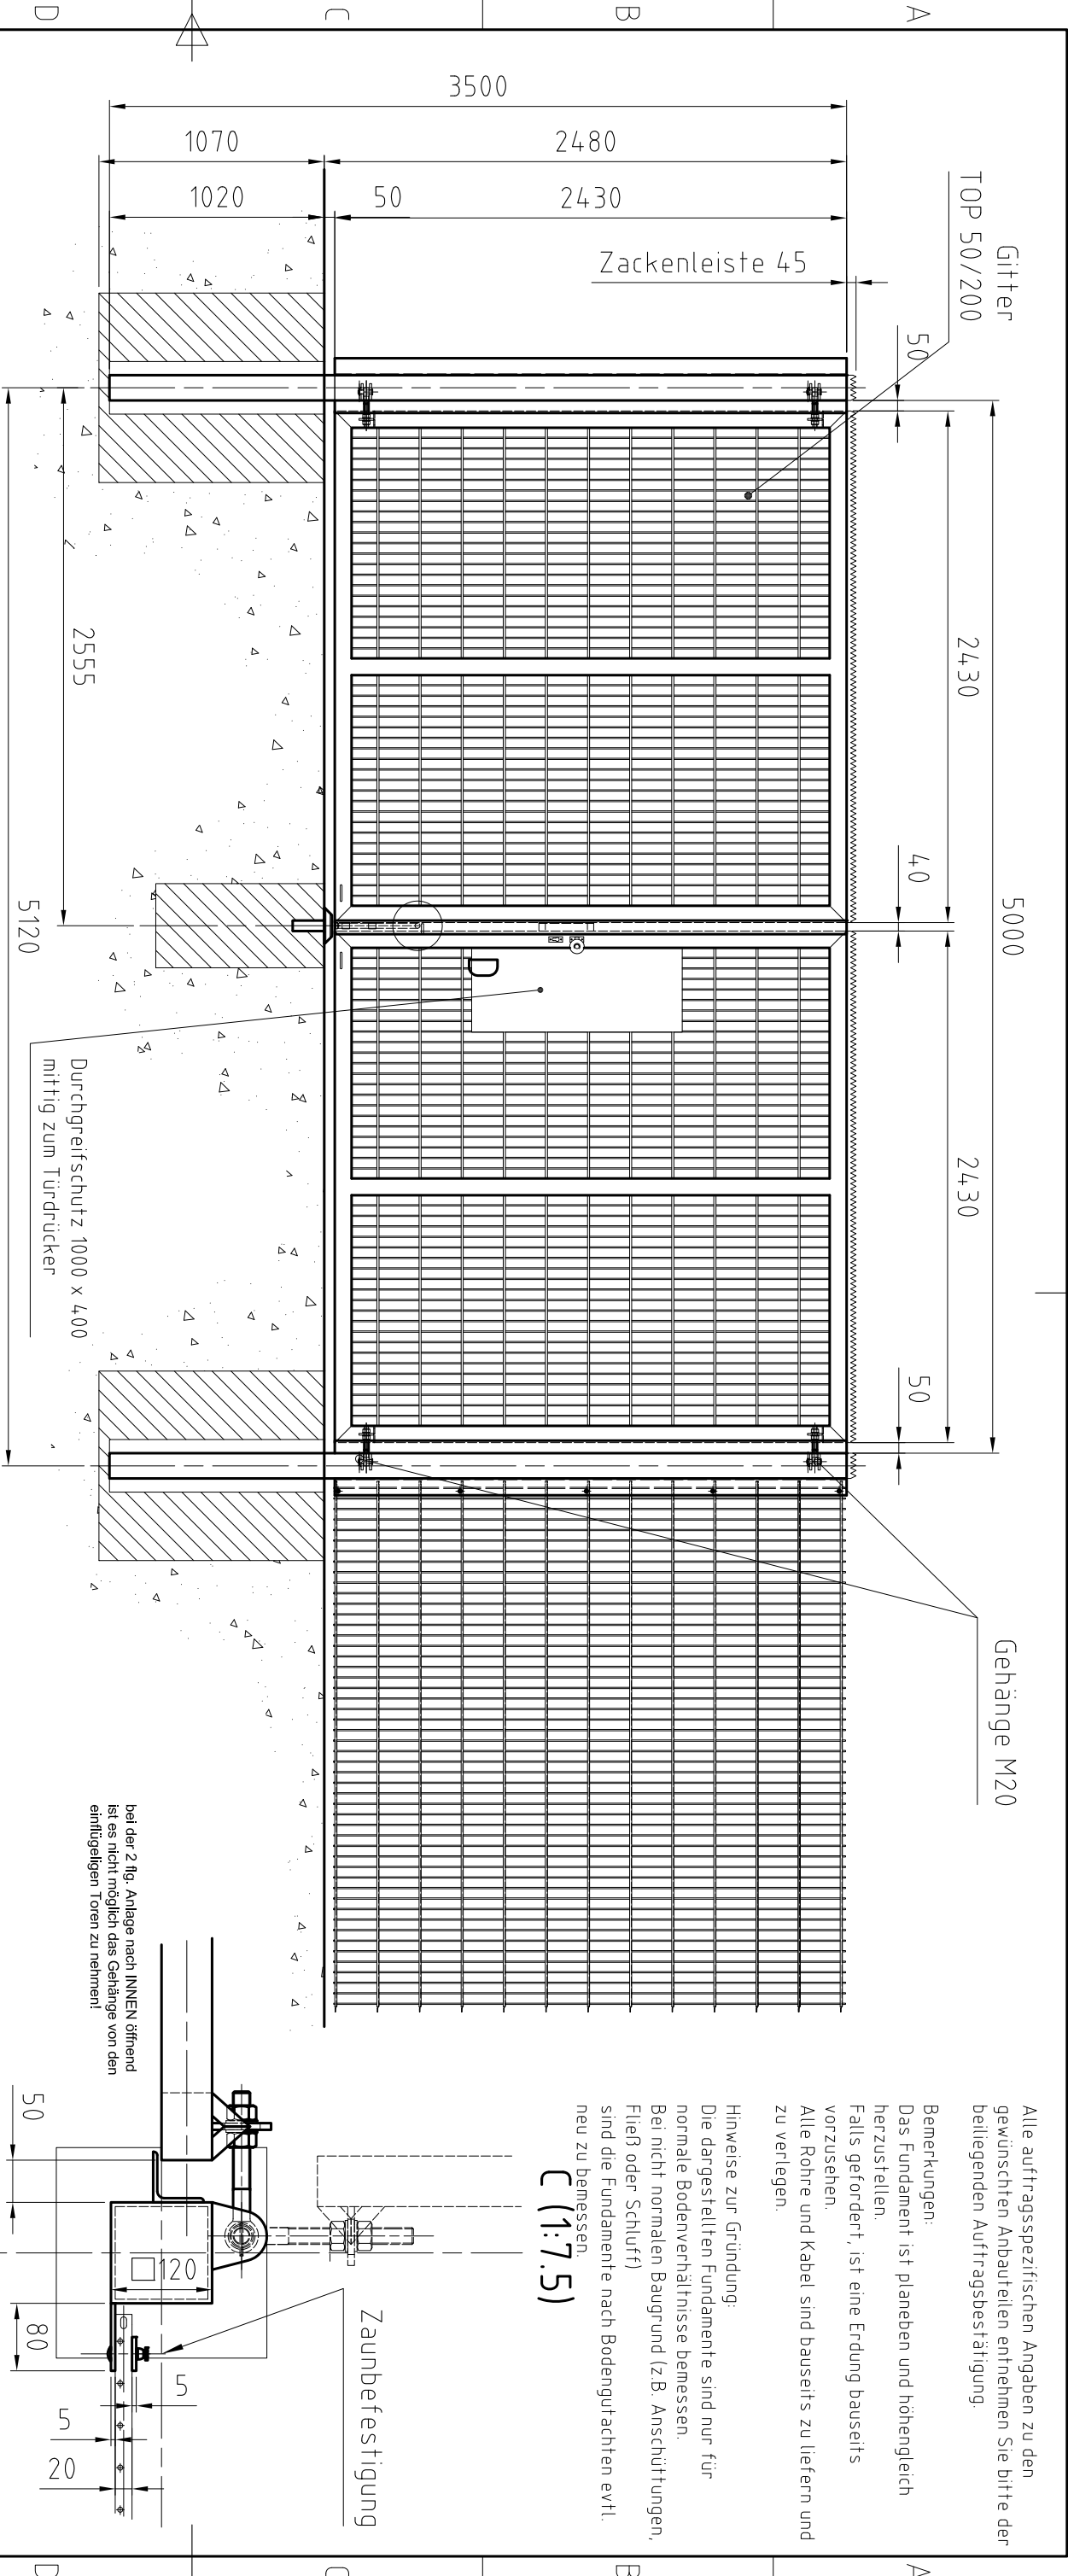 A
B
C
D
Gitter
TOP 50/200
3500
2480
1070
2430
50
1020
Zackenleiste 45
50
5000
2430
40
2430
50
Gehänge M20
2555
5120
Durchgreifschutz 1000 x 400
mittig zum Türdrücker
Alle auftragsspezifischen Angaben zu den
gewünschten Anbauteilen entnehmen Sie bitte der
beiliegenden Auftragsbestätigung.
Bemerkungen:
Das Fundament ist planeben und höhengleich
herzustellen.
Falls gefordert, ist eine Erdung bauseits
vorzusehen.
Alle Rohre und Kabel sind bauseits zu liefern und
zu verlegen.
Hinweise zur Gründung:
Die dargestellten Fundamente sind nur für
normale Bodenverhältnisse bemessen.
Bei nicht normalen Baugrund (z.B. Anschüttungen,
Fließ oder Schluff)
sind die Fundamente nach Bodengutachten evtl.
neu zu bemessen.
C (1:7.5)
Zaunbefestigung
bei der 2 flg. Anlage nach INNEN öffnend
ist es nicht möglich das Gehänge von den
einflügeligen Toren zu nehmen!
50
□120
80
5
5
20
A
B
C
D